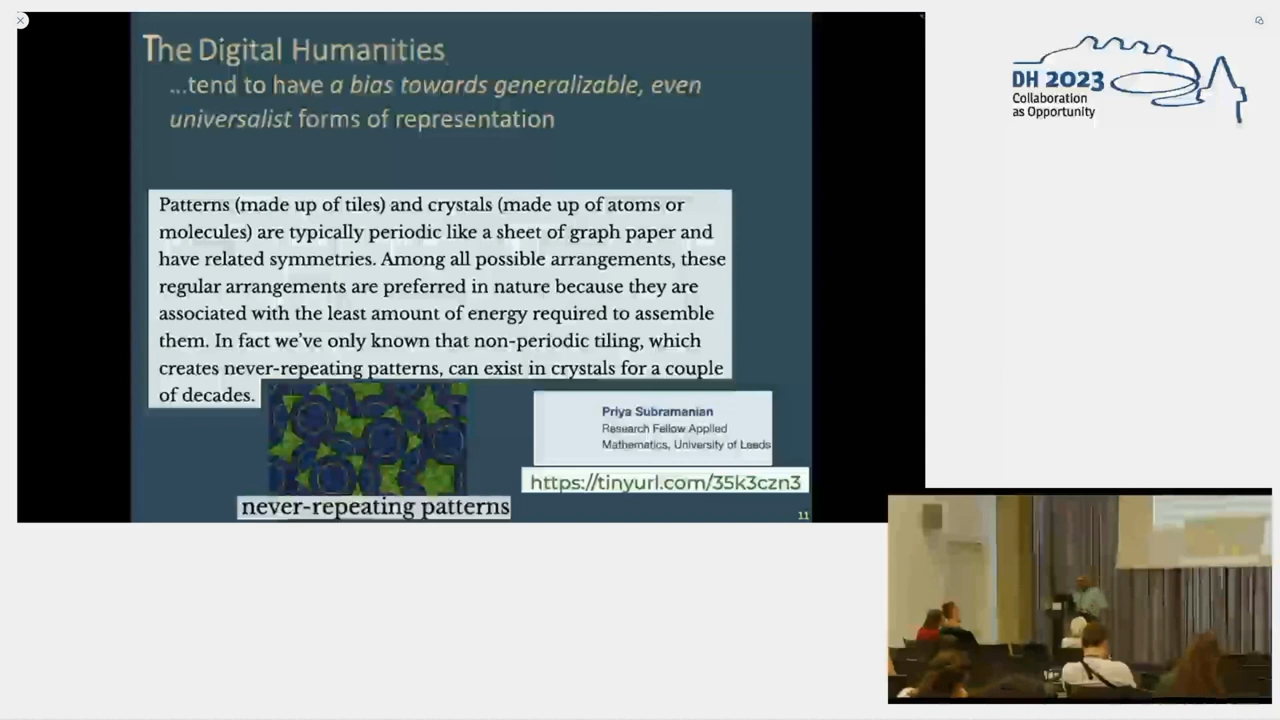 The Digital Humanities
...tend to have a bias towards generalizable, even
universalist forms of representation
Patterns (made up of tiles) and crystals (made up of atoms or
molecules) are typically periodic like a sheet of graph paper and
have related symmetries. Among all possible arrangements, these
regular arrangements are preferred in nature because they are
associated with the least amount of energy required to assemble
them. In fact we've only known that non-periodic tiling, which
creates never-repeating patterns, can exist in crystals for a couple
of decades.
Priya Subramanian
Research Fellow Applied
Mathematics, University of Leeds
https://tinyurl.com/35k3czn3
never-repeating patterns
11
DH 2023
Collaboration
as Opportunity